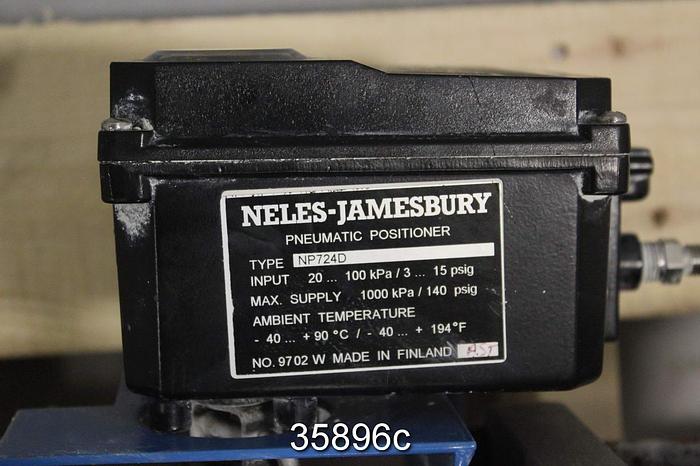 NELES-JAMESBURY
PNEUMATIC POSITIONER
TYPE NP724D
INPUT 20 ... 100 kPa / 3 ... 15 psig
MAX. SUPPLY 1000 kPa / 140 psig
AMBIENT TEMPERATURE
- 40 ... + 90 °C / - 40 ... + 194°F
NO. 9702 W MADE IN FINLAND
35896c